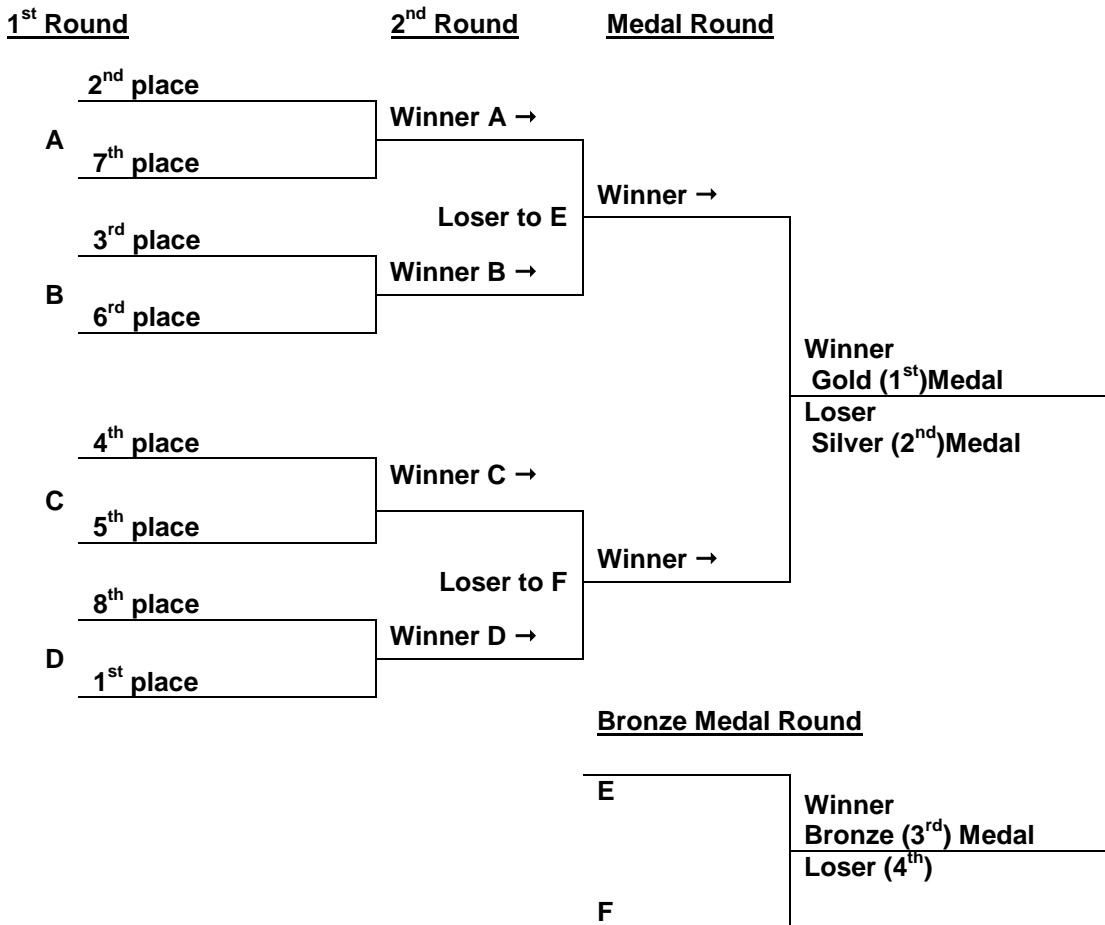 1st Round 2nd Round Medal Round
2nd place
Winner A →
A
7th place
Winner →
Loser to E
3rd place
Winner B →
B
6rd place
Winner
Gold (1st)Medal
Loser
Silver (2nd)Medal
4th place
Winner C →
C
5th place
Winner →
Loser to F
8th place
Winner D →
D
1st place
Bronze Medal Round
E
Winner
Bronze (3rd) Medal
Loser (4th)
F